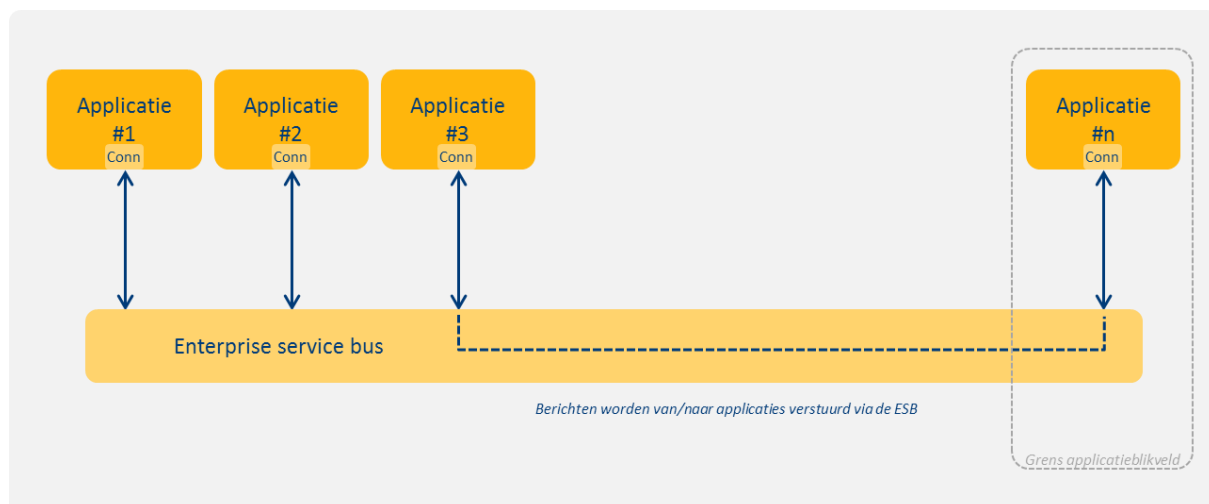 Applicatie
#1
Conn
Applicatie
#2
Conn
Applicatie
#3
Conn
Applicatie
#n
Conn
Enterprise service bus
Berichten worden van/naar applicaties verstuurd via de ESB
Grens applicatieblikveld